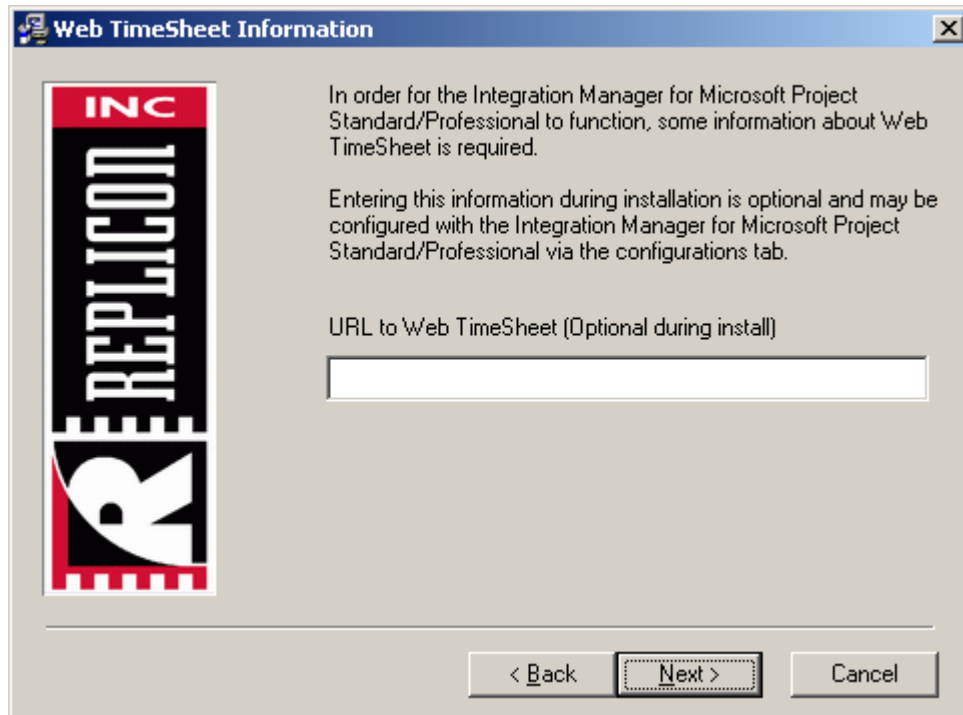 Web TimeSheet Information
INC
REPLICON
R
In order for the Integration Manager for Microsoft Project
Standard/Professional to function, some information about Web
TimeSheet is required.
Entering this information during installation is optional and may be
configured with the Integration Manager for Microsoft Project
Standard/Professional via the configurations tab.
URL to Web TimeSheet (Optional during install)
< Back
Next >
Cancel